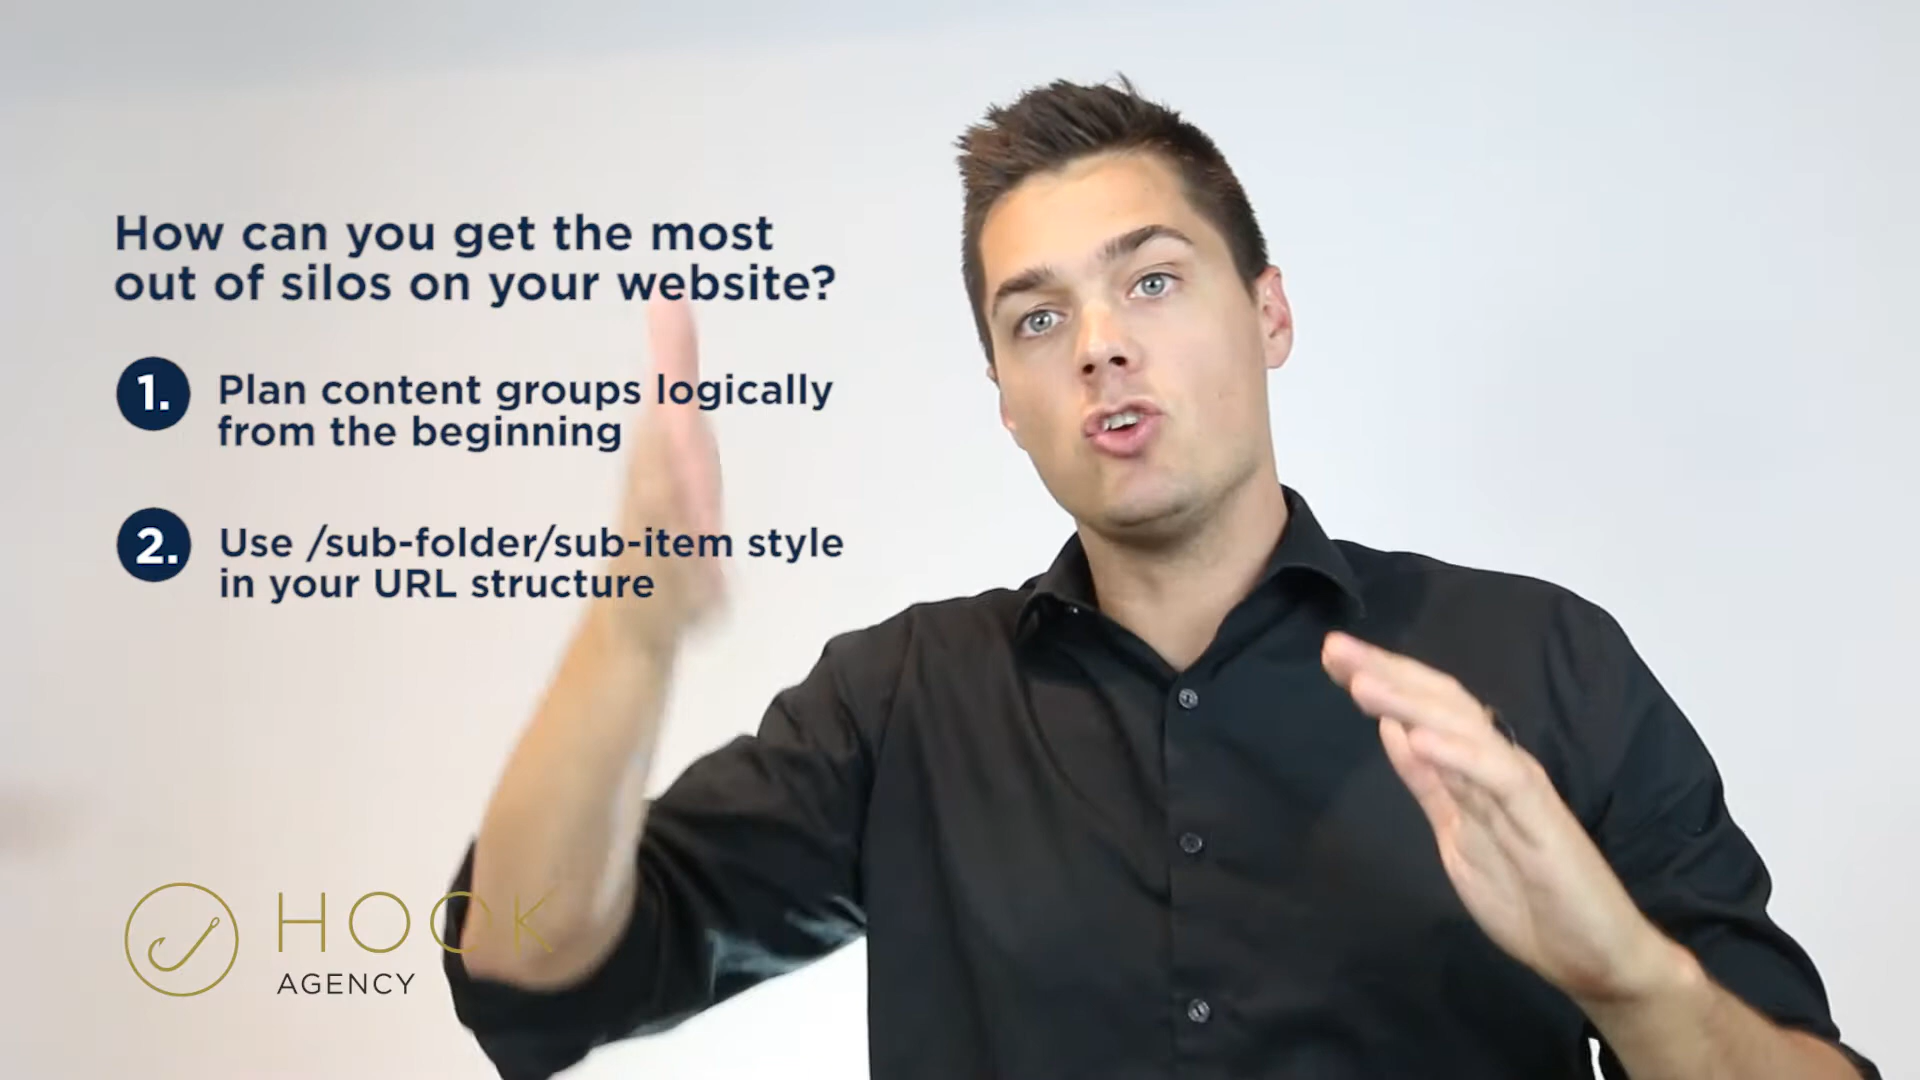 How can you get the most
out of silos on your website?
1. Plan content groups logically
from the beginning
2. Use /sub-folder/sub-item style
in your URL structure
HOOK
AGENCY